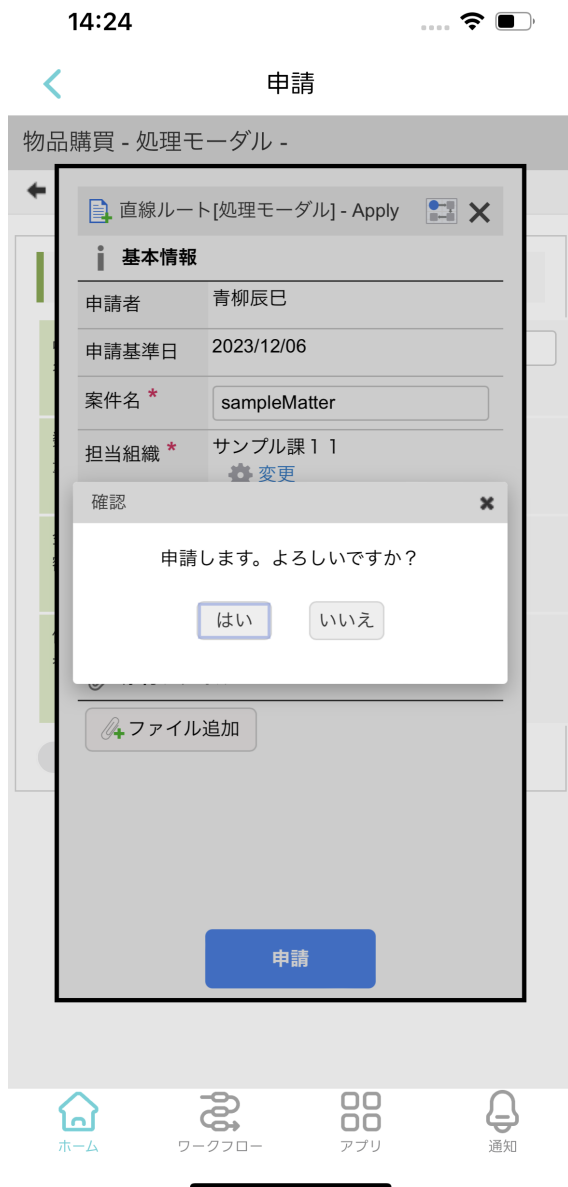 14:24
申請
物品購買 - 処理モーダル -
直線ルート[処理モーダル] - Apply
基本情報
申請者 青柳辰巳
申請基準日 2023/12/06
案件名 * sampleMatter
担当組織 * サンプル課11
変更
確認
申請します。よろしいですか？
はい いいえ
ファイル追加
申請
ホーム ワークフロー アプリ 通知